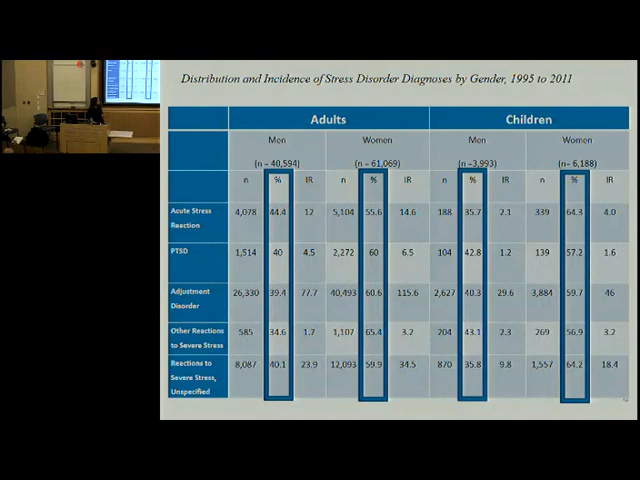 Distribution and Incidence of Stress Disorder Diagnoses by Gender, 1995 to 2011
Adults Children
Men Women Men Women
(n – 40,594) (n – 61,069) (n –3,993) (n– 6,188)
n % IR n % IR n % IR n % IR
Acute Stress Reaction 4,078 44.4 12 5,104 55.6 14.6 188 35.7 2.1 339 64.3 4.0
PTSD 1,514 40 4.5 2,272 60 6.5 104 42.8 1.2 139 57.2 1.6
Adjustment Disorder 26,330 39.4 77.7 40,493 60.6 115.6 2,627 40.3 29.6 3,884 59.7 46
Other Reactions to Severe Stress 585 34.6 1.7 1,107 65.4 3.2 204 43.1 2.3 269 56.9 3.2
Reactions to Severe Stress, Unspecified 8,087 40.1 23.9 12,093 59.9 34.5 870 35.8 9.8 1,557 64.2 18.4